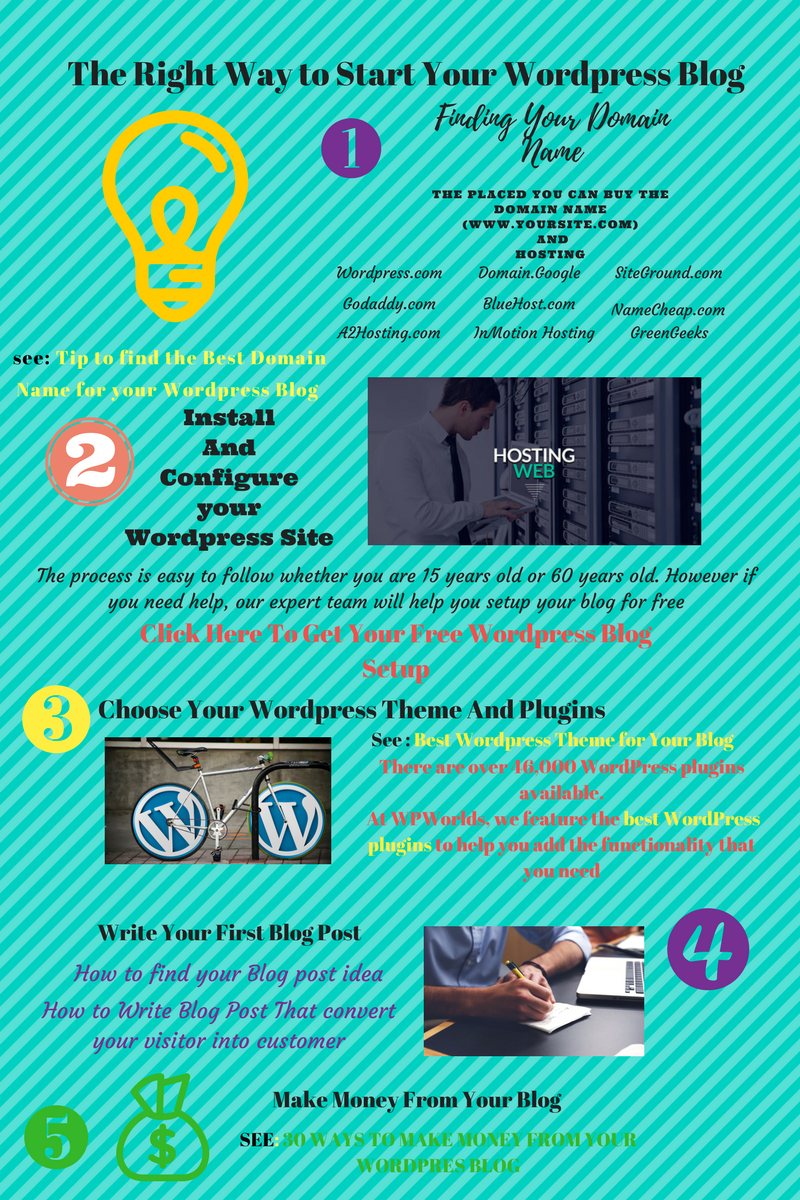 The Right Way to Start Your Wordpress Blog
1
Finding Your Domain
Name
THE PLACED YOU CAN BUY THE
DOMAIN NAME
(WWW.YOURSITE.COM)
AND
HOSTING
Wordpress.com
Domain.Google
SiteGround.com
Godaddy.com
BlueHost.com
NameCheap.com
A2Hosting.com
InMotion Hosting
GreenGeeks
see: Tip to find the Best Domain
Name for your Wordpress Blog
2
Install
And
Configure
your
Wordpress Site
HOSTING
WEB
The process is easy to follow whether you are 15 years old or 60 years old. However if
you need help, our expert team will help you setup your blog for free
Click Here To Get Your Free Wordpress Blog
Setup
3
Choose Your Wordpress Theme And Plugins
See : Best Wordpress Theme for Your Blog
There are over 46,000 WordPress plugins
available.
At WPWorlds, we feature the best WordPress
plugins to help you add the functionality that
you need
Write Your First Blog Post
4
How to find your Blog post idea
How to Write Blog Post That convert
your visitor into customer
5
$
Make Money From Your Blog
SEE: 30 WAYS TO MAKE MONEY FROM YOUR
WORDPRES BLOG